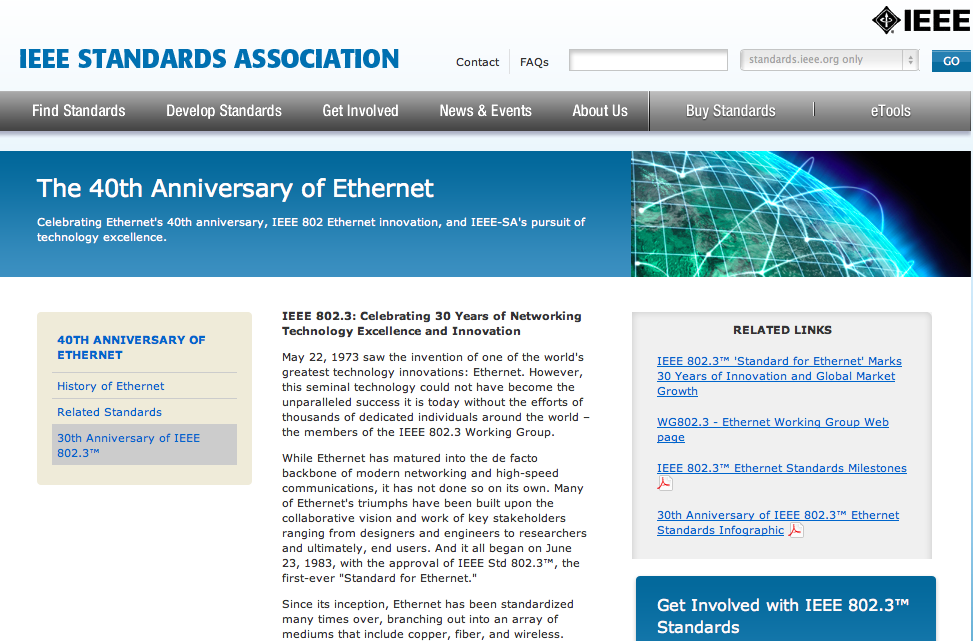 IEEE
IEEE STANDARDS ASSOCIATION
Contact
FAQs
standards.ieee.org only
GO
Find Standards
Develop Standards
Get Involved
News & Events
About Us
Buy Standards
eTools
The 40th Anniversary of Ethernet
Celebrating Ethernet's 40th anniversary, IEEE 802 Ethernet innovation, and IEEE-SA's pursuit of
technology excellence.
40TH ANNIVERSARY OF
ETHERNET
History of Ethernet
Related Standards
30th Anniversary of IEEE
802.3™
IEEE 802.3: Celebrating 30 Years of Networking
Technology Excellence and Innovation
May 22, 1973 saw the invention of one of the world's
greatest technology innovations: Ethernet. However,
this seminal technology could not have become the
unparalleled success it is today without the efforts of
thousands of dedicated individuals around the world –
the members of the IEEE 802.3 Working Group.
While Ethernet has matured into the de facto
backbone of modern networking and high-speed
communications, it has not done so on its own. Many
of Ethernet's triumphs have been built upon the
collaborative vision and work of key stakeholders
ranging from designers and engineers to researchers
and ultimately, end users. And it all began on June
23, 1983, with the approval of IEEE Std 802.3™, the
first-ever "Standard for Ethernet."
Since its inception, Ethernet has been standardized
many times over, branching out into an array of
mediums that include copper, fiber, and wireless.
RELATED LINKS
IEEE 802.3™ 'Standard for Ethernet' Marks
30 Years of Innovation and Global Market
Growth
WG802.3 - Ethernet Working Group Web
page
IEEE 802.3™ Ethernet Standards Milestones
30th Anniversary of IEEE 802.3™ Ethernet
Standards Infographic
Get Involved with IEEE 802.3™
Standards